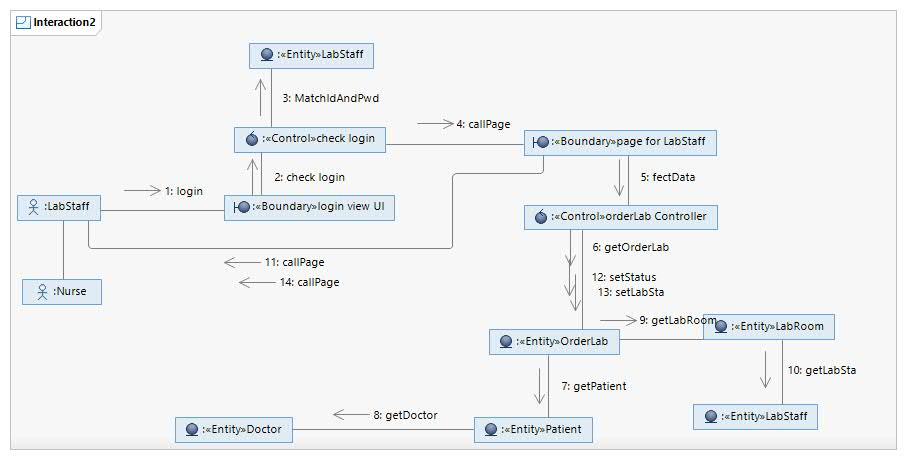 Interaction2
:«Entity»LabStaff
3: MatchIdAndPwd
4: callPage
:«Control»check login
:«Boundary»page for LabStaff
2: check login
5: fectData
1: login
:LabStaff
:«Boundary»login view UI
:«Control»orderLab Controller
6: getOrderLab
11: callPage
12: setStatus
14: callPage
13: setLabSta
:Nurse
9: getLabRoom
:«Entity»LabRoom
:«Entity»OrderLab
10: getLabSta
7: getPatient
8: getDoctor
:«Entity»LabStaff
:«Entity»Doctor
:«Entity»Patient